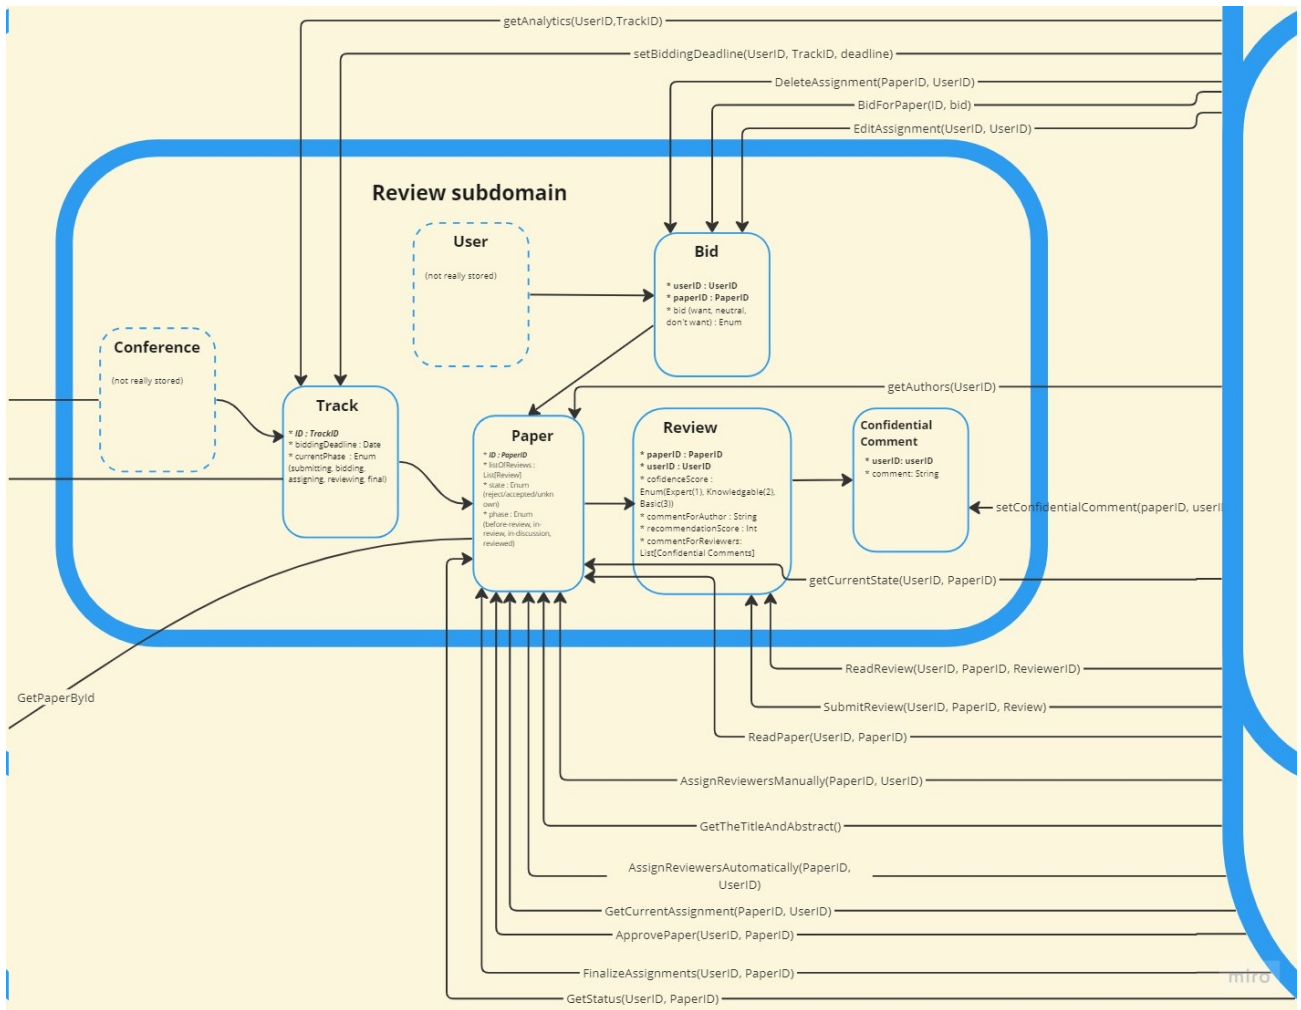 getAnalytics(UserID,TrackID)
setBiddingDeadline(UserID, TrackID, deadline)
DeleteAssignment(PaperID, UserID)
BidForPaper(ID, bid)
EditAssignment(UserID, UserID)
Review subdomain
User
(not really stored)
Bid
* userID : UserID
* paperID : PaperID
* bid (want, neutral,
don't want) : Enum
Conference
(not really stored)
Track
* ID : TrackID
* biddingDeadline : Date
* currentPhase : Enum
(submitting, bidding,
assigning, reviewing, final)
getAuthors(UserID)
Paper
* ID : PaperID
* listOfReviews :
List[Review]
* state : Enum
(reject/accepted/unkn
own)
* phase : Enum
(before-review, in-
review, in-discussion,
reviewed)
Review
* paperID : PaperID
* userID : UserID
* cofidenceScore :
Enum(Expert(1), Knowledgable(2),
Basic(3))
* commentForAuthor : String
* recommendationScore : Int
* commentForReviewers:
List[Confidential Comments]
Confidential
Comment
* userID: userID
* comment: String
setConfidentialComment(paperID, userI
getCurrentState(UserID, PaperID)
GetPaperById
ReadReview(UserID, PaperID, ReviewerID)
SubmitReview(UserID, PaperID, Review)
ReadPaper(UserID, PaperID)
AssignReviewersManually(PaperID, UserID)
GetTheTitleAndAbstract()
AssignReviewersAutomatically(PaperID,
UserID)
GetCurrentAssignment(PaperID, UserID)
ApprovePaper(UserID, PaperID)
FinalizeAssignments(UserID, PaperID)
GetStatus(UserID, PaperID)
miro